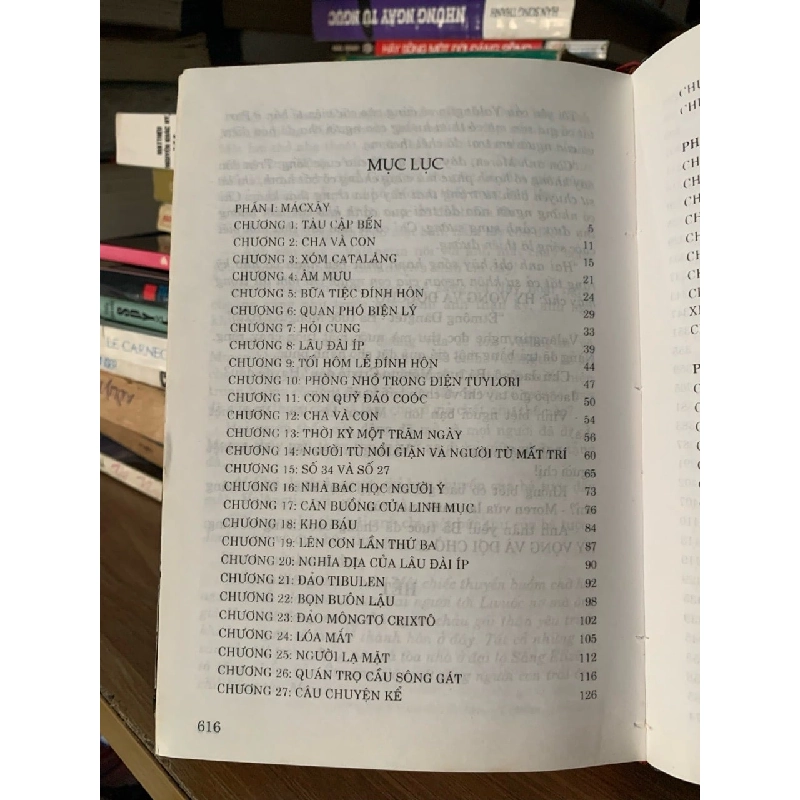 NHỮNG NGÀY TÙ NGỤC
LE CARNEG
MỤC LỤC
PHẦN I: MACXÂY
CHƯƠNG 1: TÀU CẬP BẾN 5
CHƯƠNG 2: CHA VÀ CON 11
CHƯƠNG 3: XÓM CATALĂNG 15
CHƯƠNG 4: ÂM MƯU 21
CHƯƠNG 5: BỮA TIỆC ĐÍNH HÔN 24
CHƯƠNG 6: QUAN PHÓ BIỆN LÝ 29
CHƯƠNG 7: HỎI CUNG 33
CHƯƠNG 8: LÂU ĐÀI ÍP 39
CHƯƠNG 9: TỐI HÔM LỄ ĐÍNH HÔN 44
CHƯƠNG 10: PHÒNG NHỎ TRONG ĐIỆN TUYLORI 47
CHƯƠNG 11: CON QUỶ ĐẢO COÓC 50
CHƯƠNG 12: CHA VÀ CON 54
CHƯƠNG 13: THỜI KỲ MỘT TRĂM NGÀY 56
CHƯƠNG 14: NGƯỜI TÙ NỔI GIẬN VÀ NGƯỜI TÙ MẤT TRÍ 60
CHƯƠNG 15: SỐ 34 VÀ SỐ 27 65
CHƯƠNG 16: NHÀ BÁC HỌC NGƯỜI Ý 73
CHƯƠNG 17: CĂN BUỒNG CỦA LINH MỤC 76
CHƯƠNG 18: KHO BÁU 84
CHƯƠNG 19: LÊN CƠN LẦN THỨ BA 87
CHƯƠNG 20: NGHĨA ĐỊA CỦA LÂU ĐÀI ÍP 90
CHƯƠNG 21: ĐẢO TIBULEN 92
CHƯƠNG 22: BỌN BUÔN LẬU 98
CHƯƠNG 23: ĐẢO MÔNGTƠ CRIXTÔ 102
CHƯƠNG 24: LÓA MẮT 105
CHƯƠNG 25: NGƯỜI LẠ MẶT 112
CHƯƠNG 26: QUÁN TRỌ CẦU SÔNG GÁT 116
CHƯƠNG 27: CÂU CHUYỆN KỂ 126
616